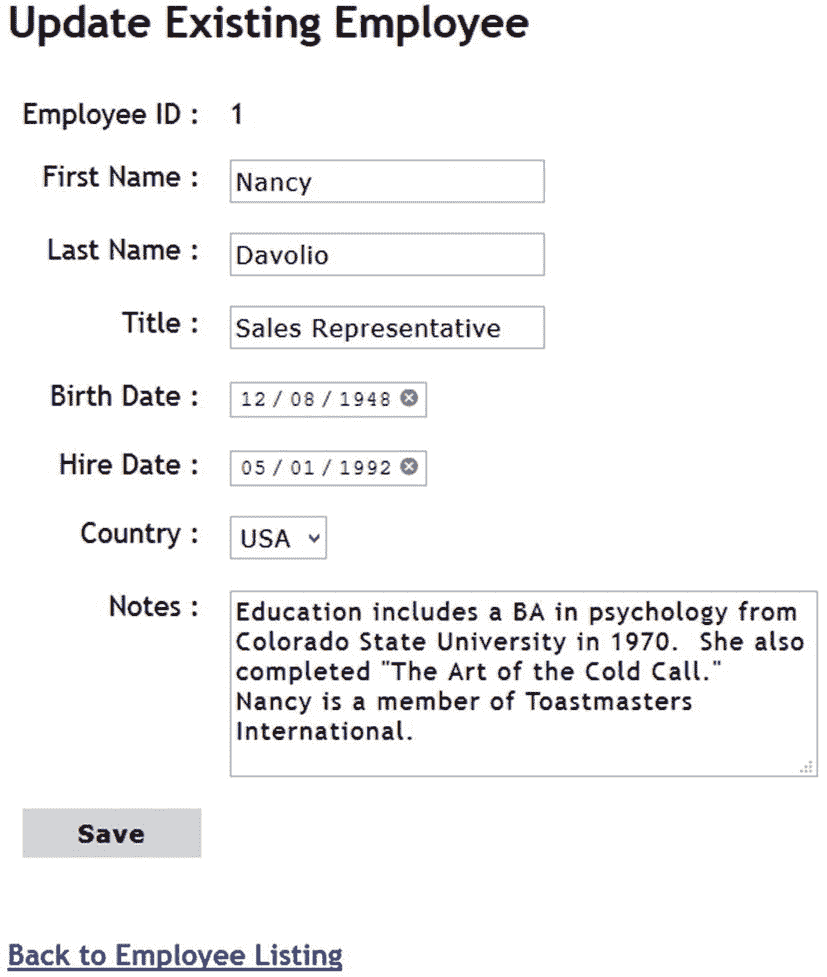 Update Existing Employee
Employee ID : 1
First Name : Nancy
Last Name : Davolio
Title : Sales Representative
Birth Date : 12 / 08 / 1948
Hire Date : 05 / 01 / 1992
Country : USA
Notes : Education includes a BA in psychology from
Colorado State University in 1970.  She also
completed "The Art of the Cold Call."
Nancy is a member of Toastmasters
International.
Save
Back to Employee Listing